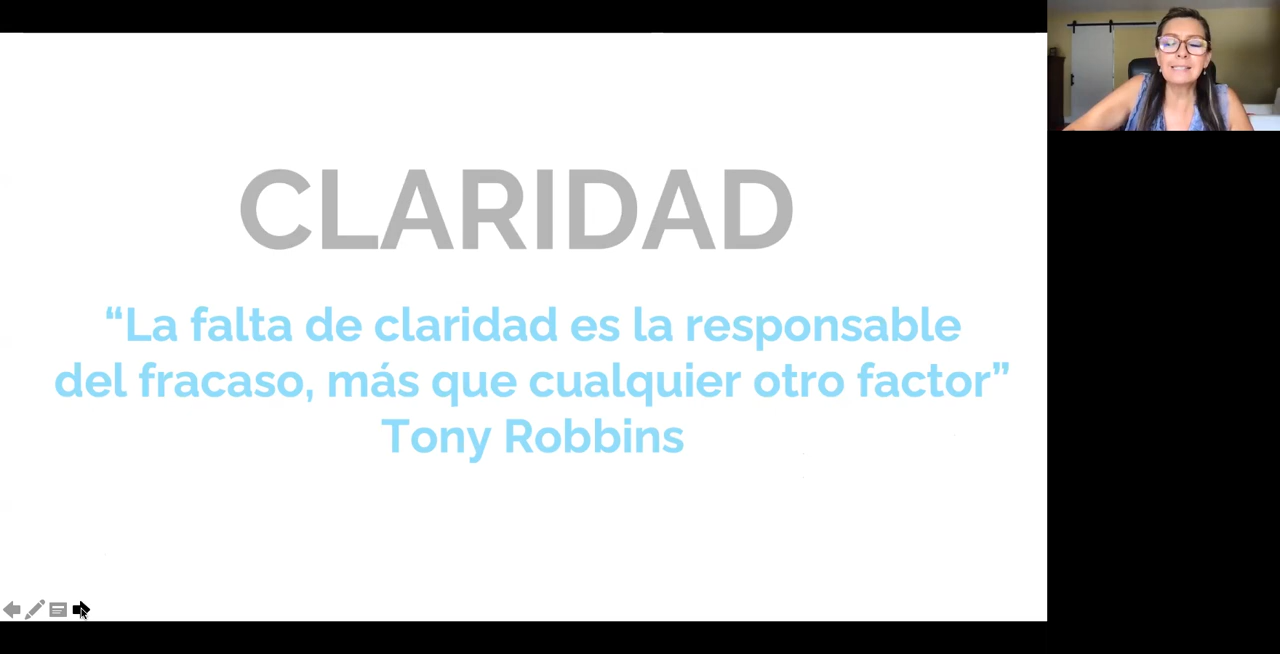 CLARIDAD
“La falta de claridad es la responsable
del fracaso, más que cualquier otro factor”
Tony Robbins